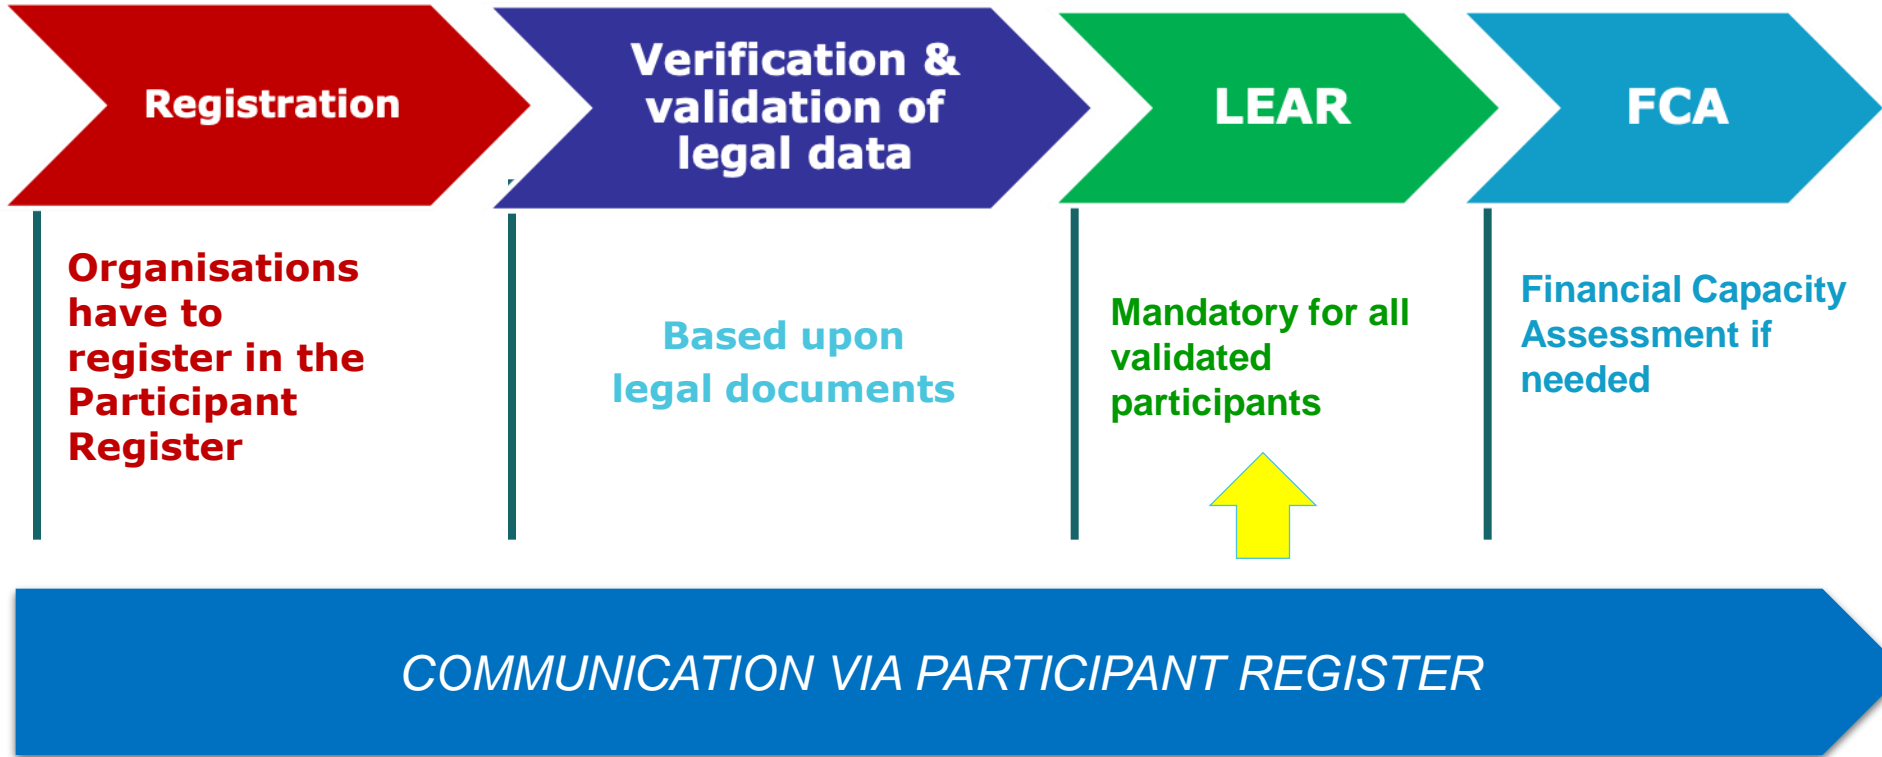 Registration
Verification &
validation of
legal data
LEAR
FCA
Organisations
have to
register in the
Participant
Register
Based upon
legal documents
Mandatory for all
validated
participants
Financial Capacity
Assessment if
needed
COMMUNICATION VIA PARTICIPANT REGISTER